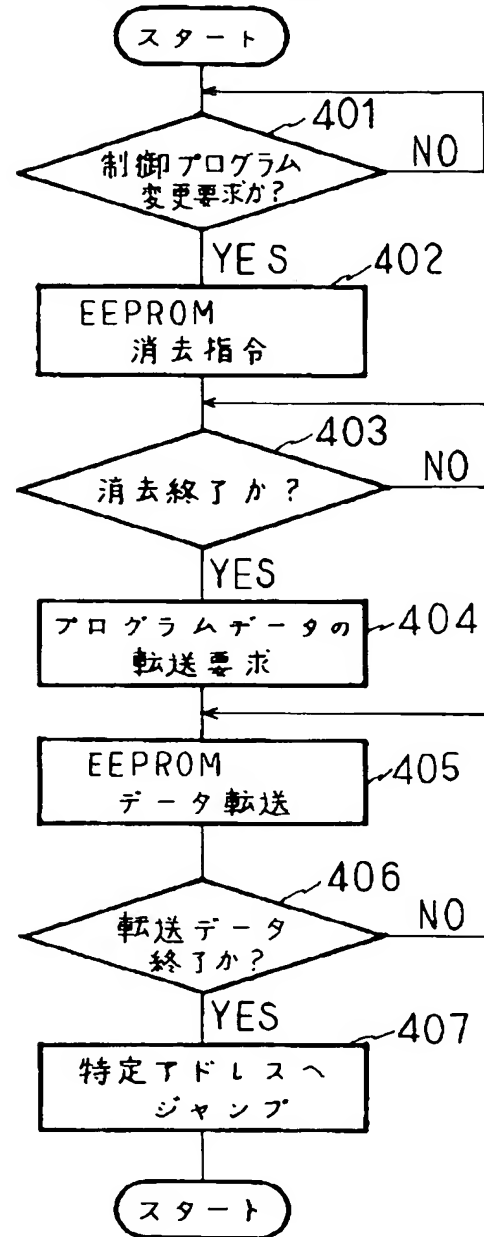 スタート
401
制御プログラム
変更要求か?
NO
YES
402
EEPROM
消去指令
403
消去終了か?
NO
YES
プログラムデータの
転送要求
404
EEPROM
データ転送
405
406
転送データ
終了か?
NO
YES
407
特定アドレスへ
ジャンプ
スタート